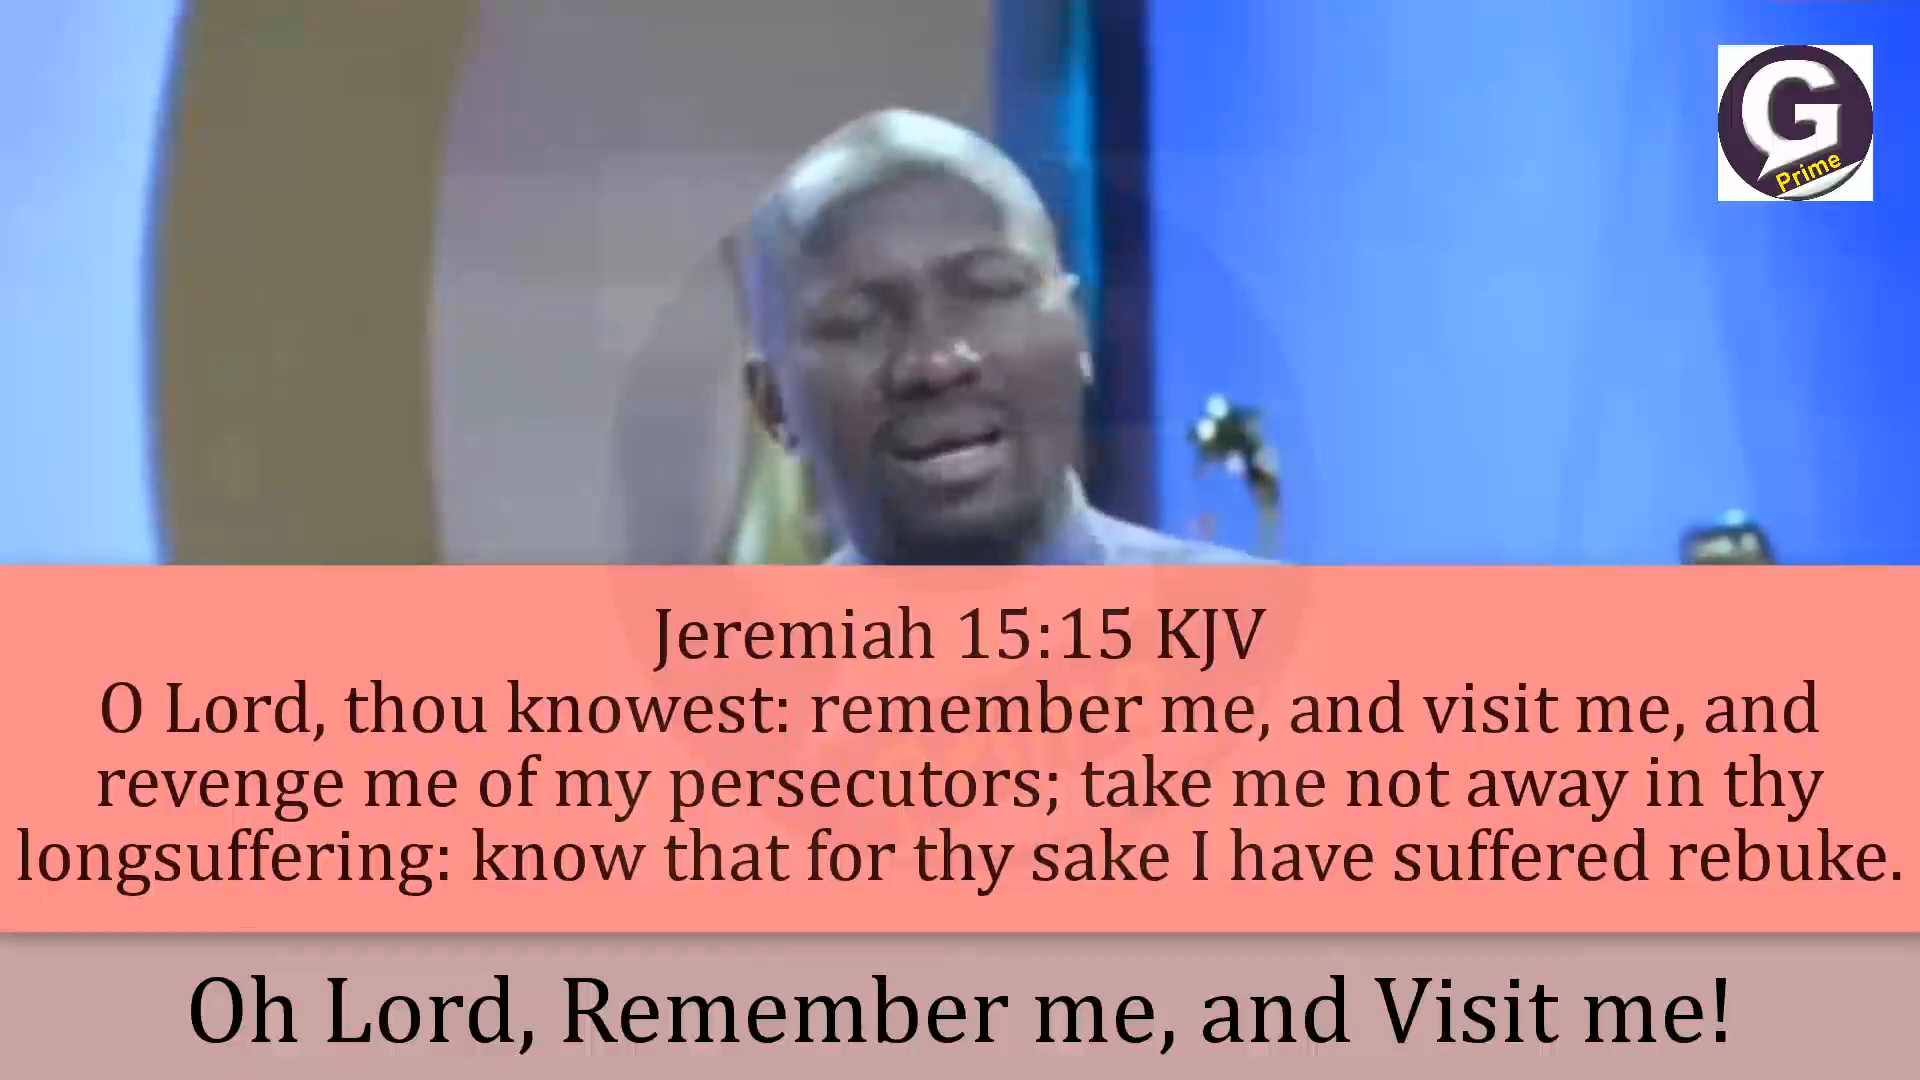 G
Prime
Jeremiah 15:15 KJV
O Lord, thou knowest: remember me, and visit me, and
revenge me of my persecutors; take me not away in thy
longsuffering: know that for thy sake I have suffered rebuke.
Oh Lord, Remember me, and Visit me!